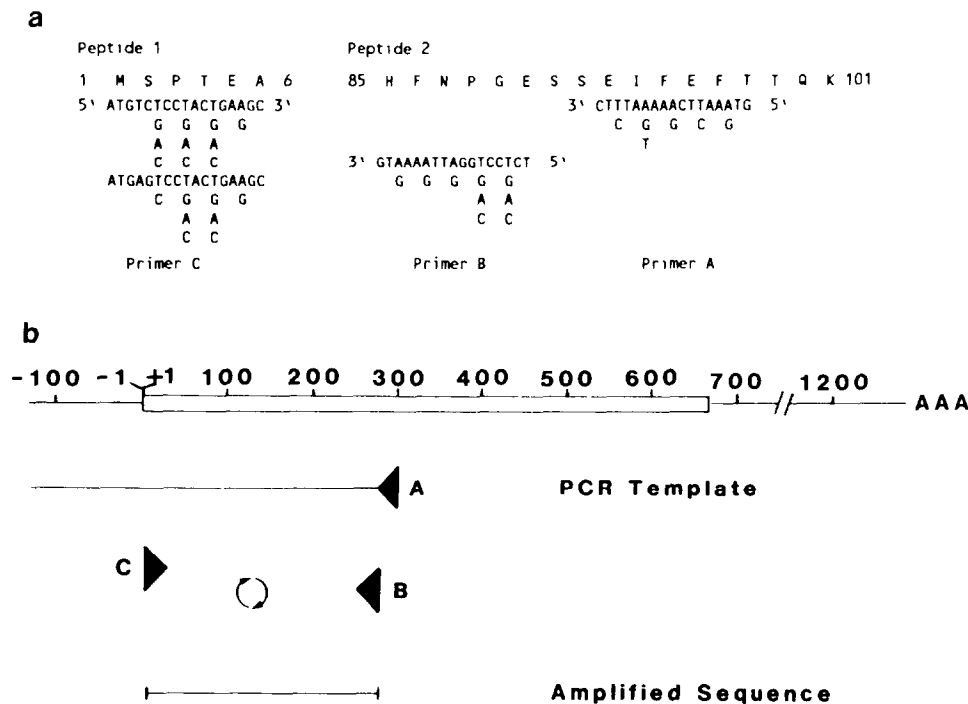 a
Peptide 1 Peptide 2
1 M S P T E A 6 85 H F N P G E S S E I F E F T T Q K 101
5' ATGTCTCCTACTGAAGC 3' 3' CTTTAAAAACTTAAATG 5'
G G G G C G G C G
A A A T
C C C 3' GTAAAATTAGGTCCTCT 5'
ATGAGTCCTACTGAAGC G G G G G
C G G G A A
A A C C
C C
Primer C Primer B Primer A
b
-100 -1 +1 100 200 300 400 500 600 700 1200
AAA
A PCR Template
C B
Amplified Sequence